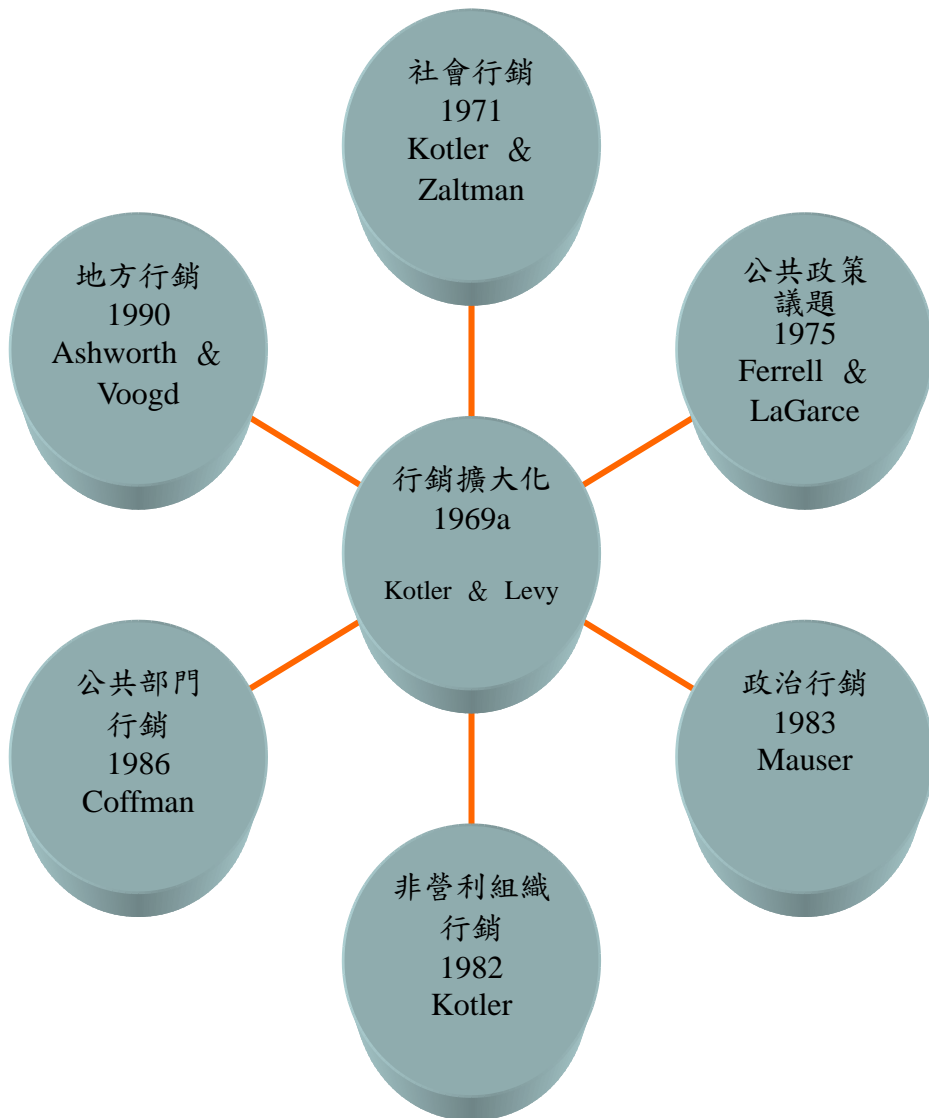 社會行銷
1971
Kotler & 
Zaltman
公共政策
議題
1975
Ferrell & 
LaGarce
政治行銷
1983
Mauser
非營利組織
行銷
1982
Kotler
公共部門
行銷
1986
Coffman
地方行銷
1990
Ashworth & 
Voogd
行銷擴大化
1969a
Kotler & Levy